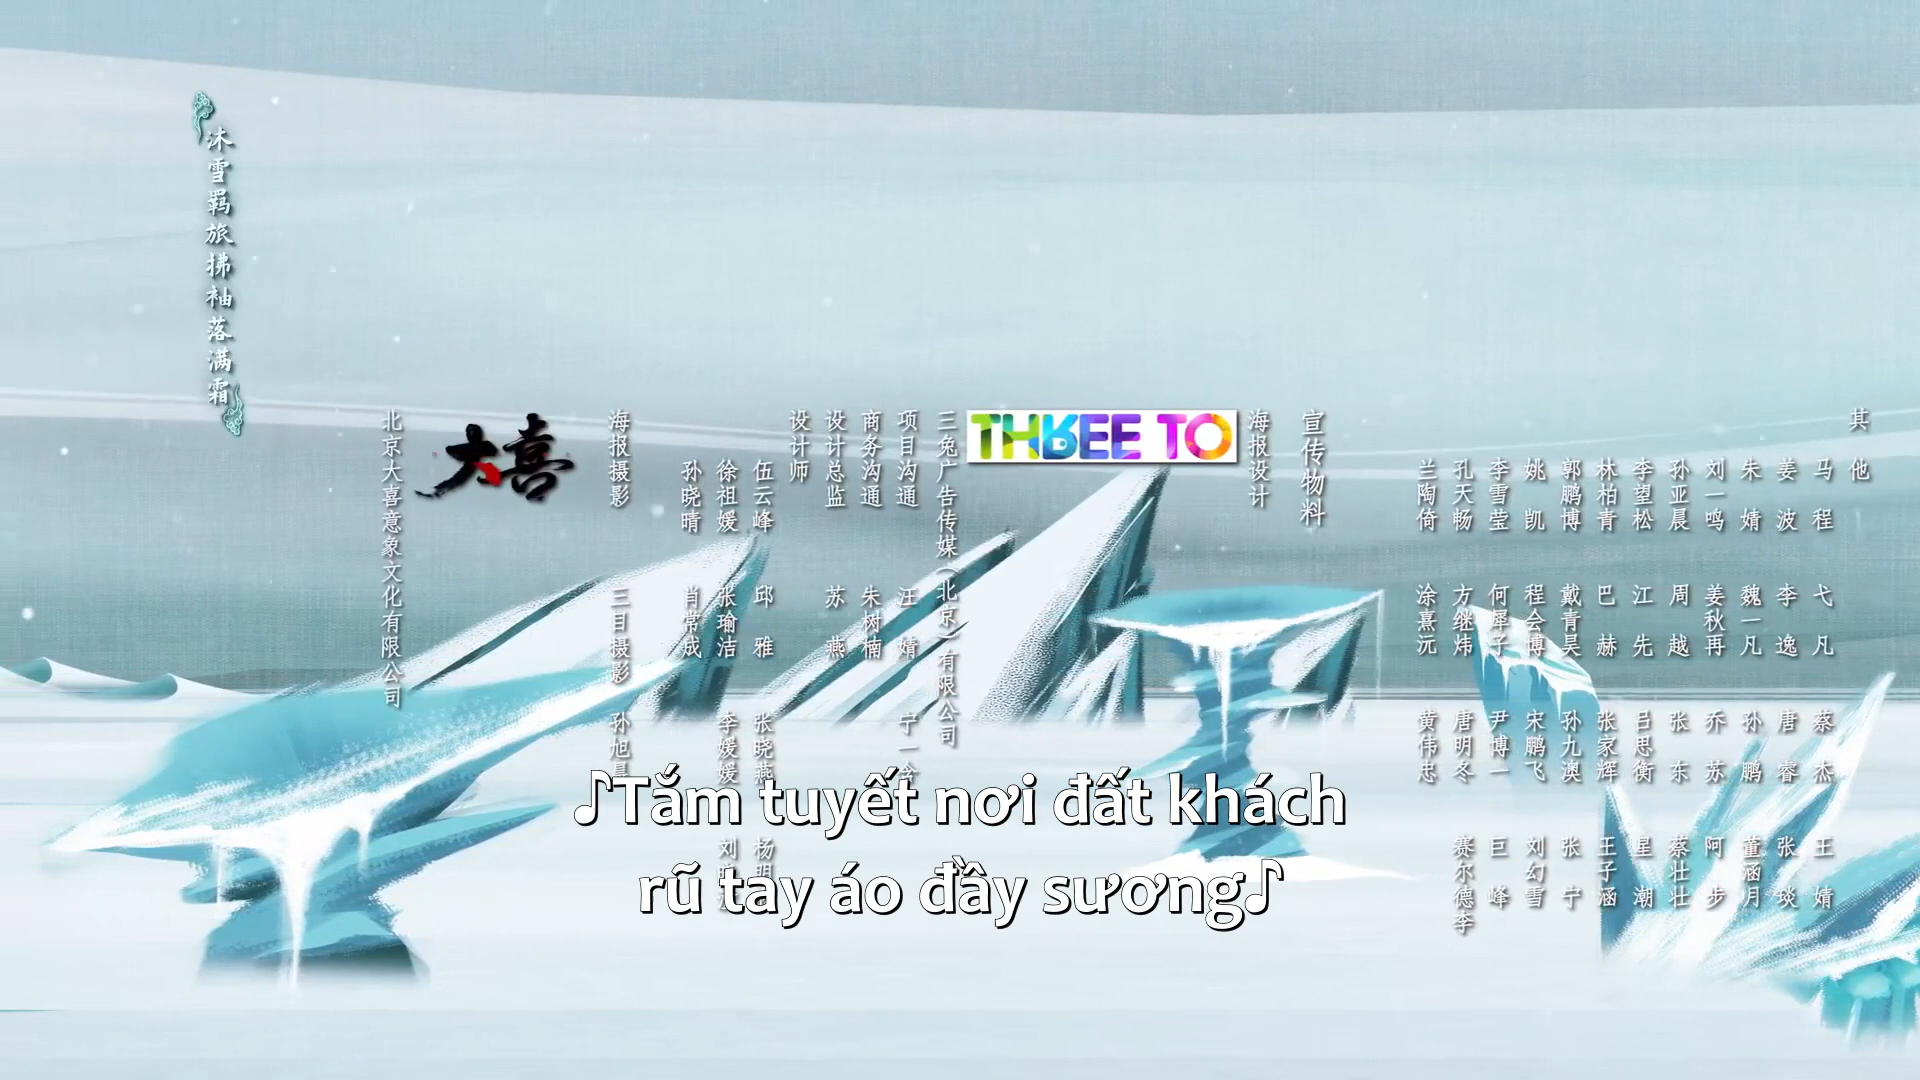 其他
马程 弋凡 蔡杰 王婧
姜波 李逸 唐睿 张琰
朱婧 魏一凡 孙鹏 董涵月
刘一鸣 姜秋再 乔苏 阿步
孙亚晨 周越 张东 蔡壮壮
李望松 江先 吕思衡 星潮
林柏青 巴赫 张家辉 王子涵
郭鹏博 戴青昊 孙九澳 张宁
姚凯 程会博 宋鹏飞 刘幻雪
李雪莹 何犀子 尹博一 巨峰
孔天畅 方继炜 唐明冬 赛尔德李
兰陶倚 涂熹沅 黄伟忠
宣传物料
海报设计
THREE TO
三兔广告传媒(北京)有限公司
项目沟通 汪婧 宁一
商务沟通 朱树楠
设计总监 苏燕
设计师
伍云峰 邱雅 张晓燕 杨
徐祖媛 张瑜洁 李媛媛 刘
孙晓晴 肖常成
海报摄影 三目摄影 孙旭
大喜
北京大喜意象文化有限公司
沐雪羁旅拂袖落满霜
♪Tắm tuyết nơi đất khách
rũ tay áo đầy sương♪